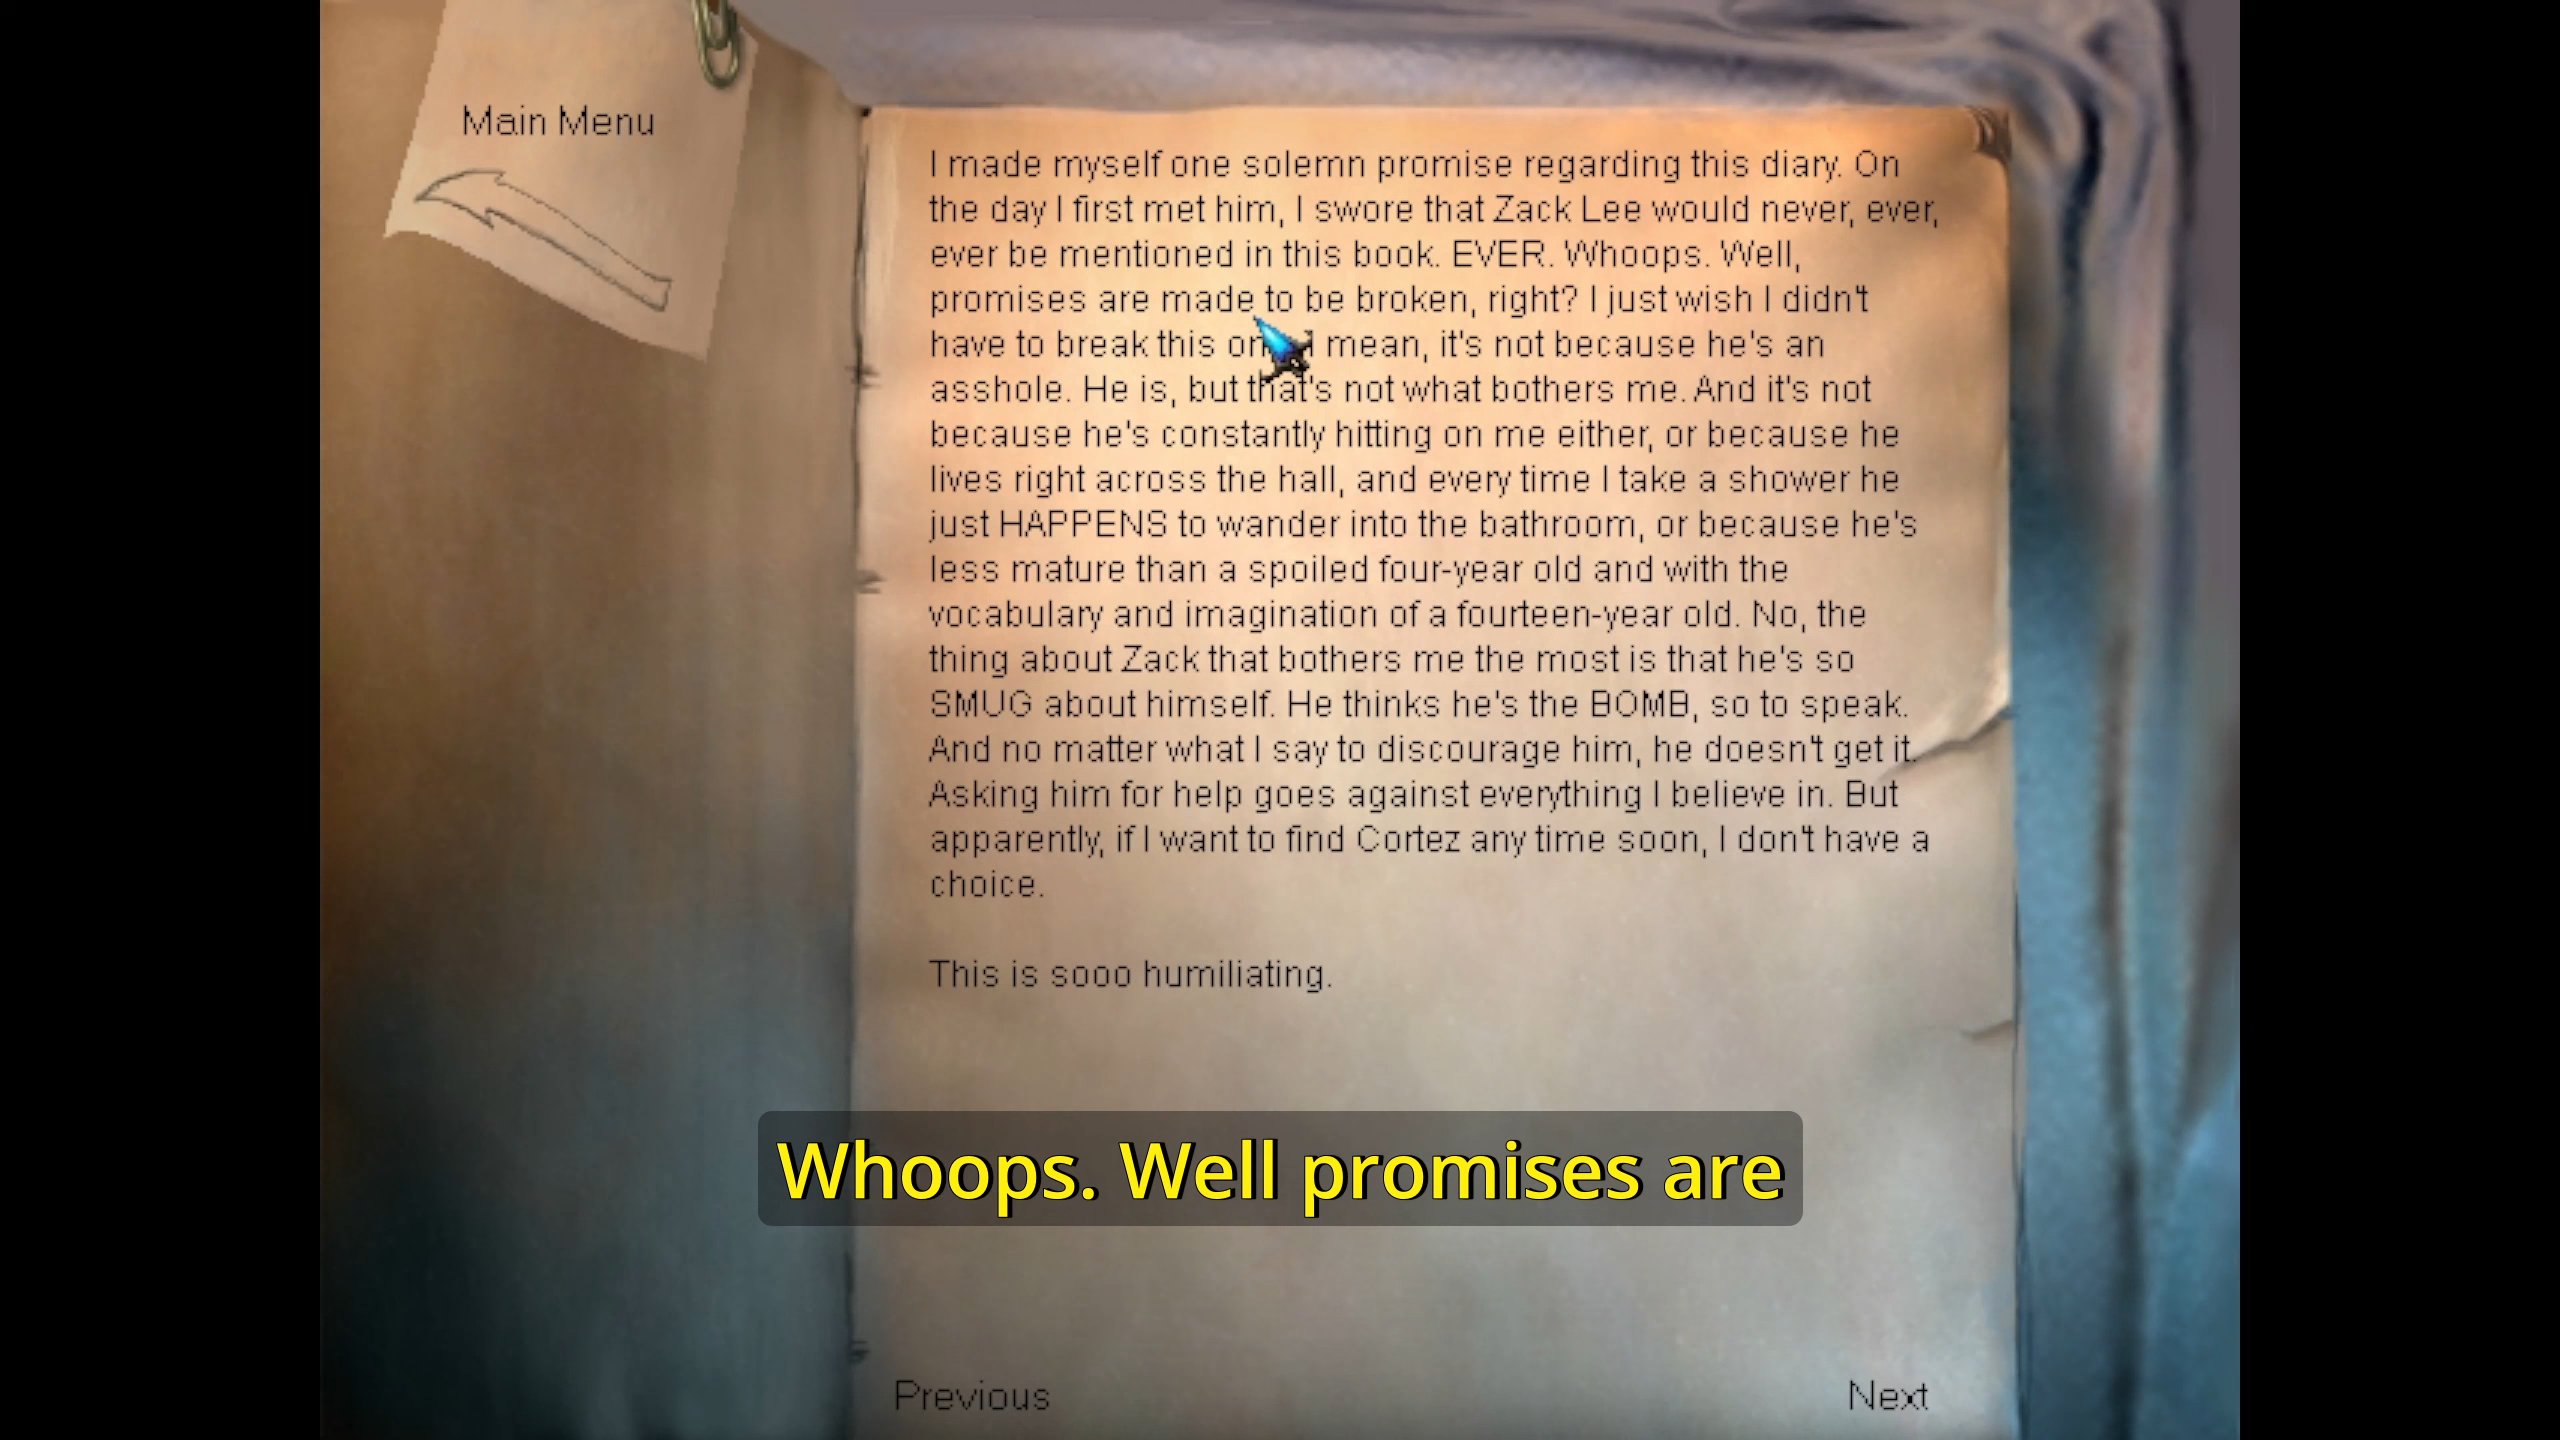 Main Menu
I made myself one solemn promise regarding this diary. On
the day I first met him, I swore that Zack Lee would never, ever,
ever be mentioned in this book. EVER. Whoops. Well,
promises are made to be broken, right? I just wish I didn't
have to break this mean, it's not because he's an
asshole. He is, but that's not what bothers me. And it's not
because he's constantly hitting on me either, or because he
lives right across the hall, and every time I take a shower he
just HAPPENS to wander into the bathroom, or because he's
less mature than a spoiled four-year old and with the
vocabulary and imagination of a fourteen-year old. No, the
thing about Zack that bothers me the most is that he's so
SMUG about himself. He thinks he's the BOMB, so to speak.
And no matter what I say to discourage him, he doesn't get it.
Asking him for help goes against everything I believe in. But
apparently, if I want to find Cortez any time soon, I don't have a
choice.
This is sooo humiliating.
Whoops. Well promises are
Previous
Next